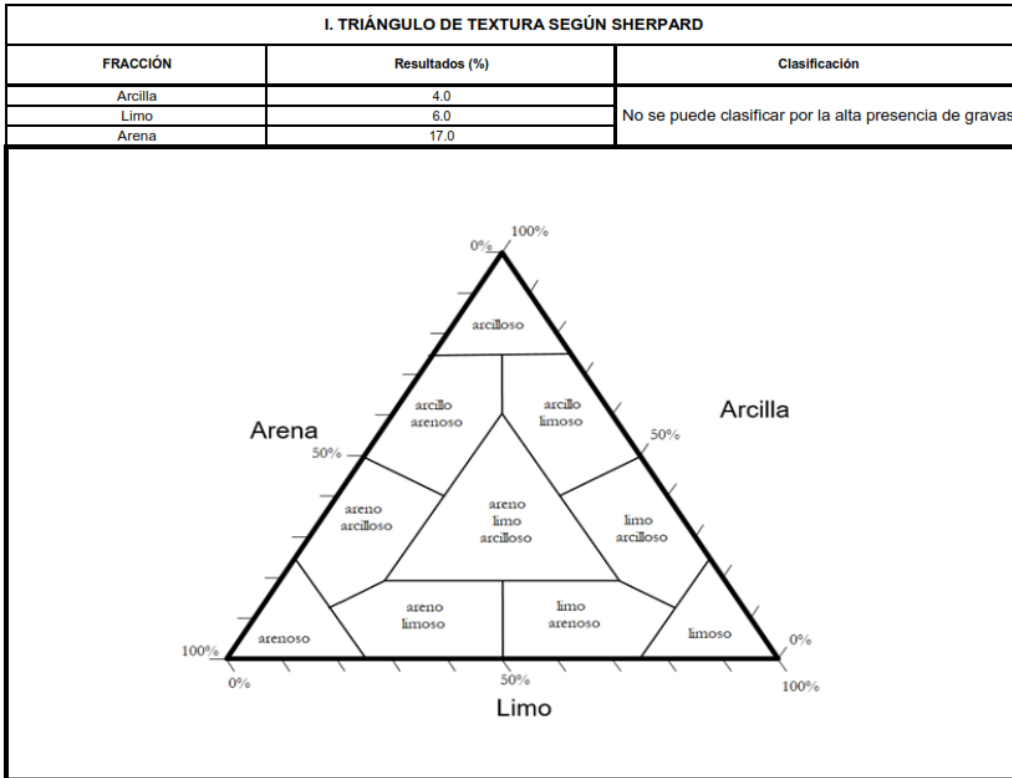 I. TRIÁNGULO DE TEXTURA SEGÚN SHERPARD
FRACCIÓN Resultados (%) Clasificación
Arcilla 4.0
Limo 6.0
Arena 17.0
No se puede clasificar por la alta presencia de gravas
100%
0%
arcilloso
arcillo
arenoso
arcillo
limoso
Arcilla
Arena
50%
50%
areno
arcilloso
areno
limo
arcilloso
limo
arcilloso
areno
limoso
limo
arenoso
arenoso
limoso
0%
100%
0%
50%
100%
Limo